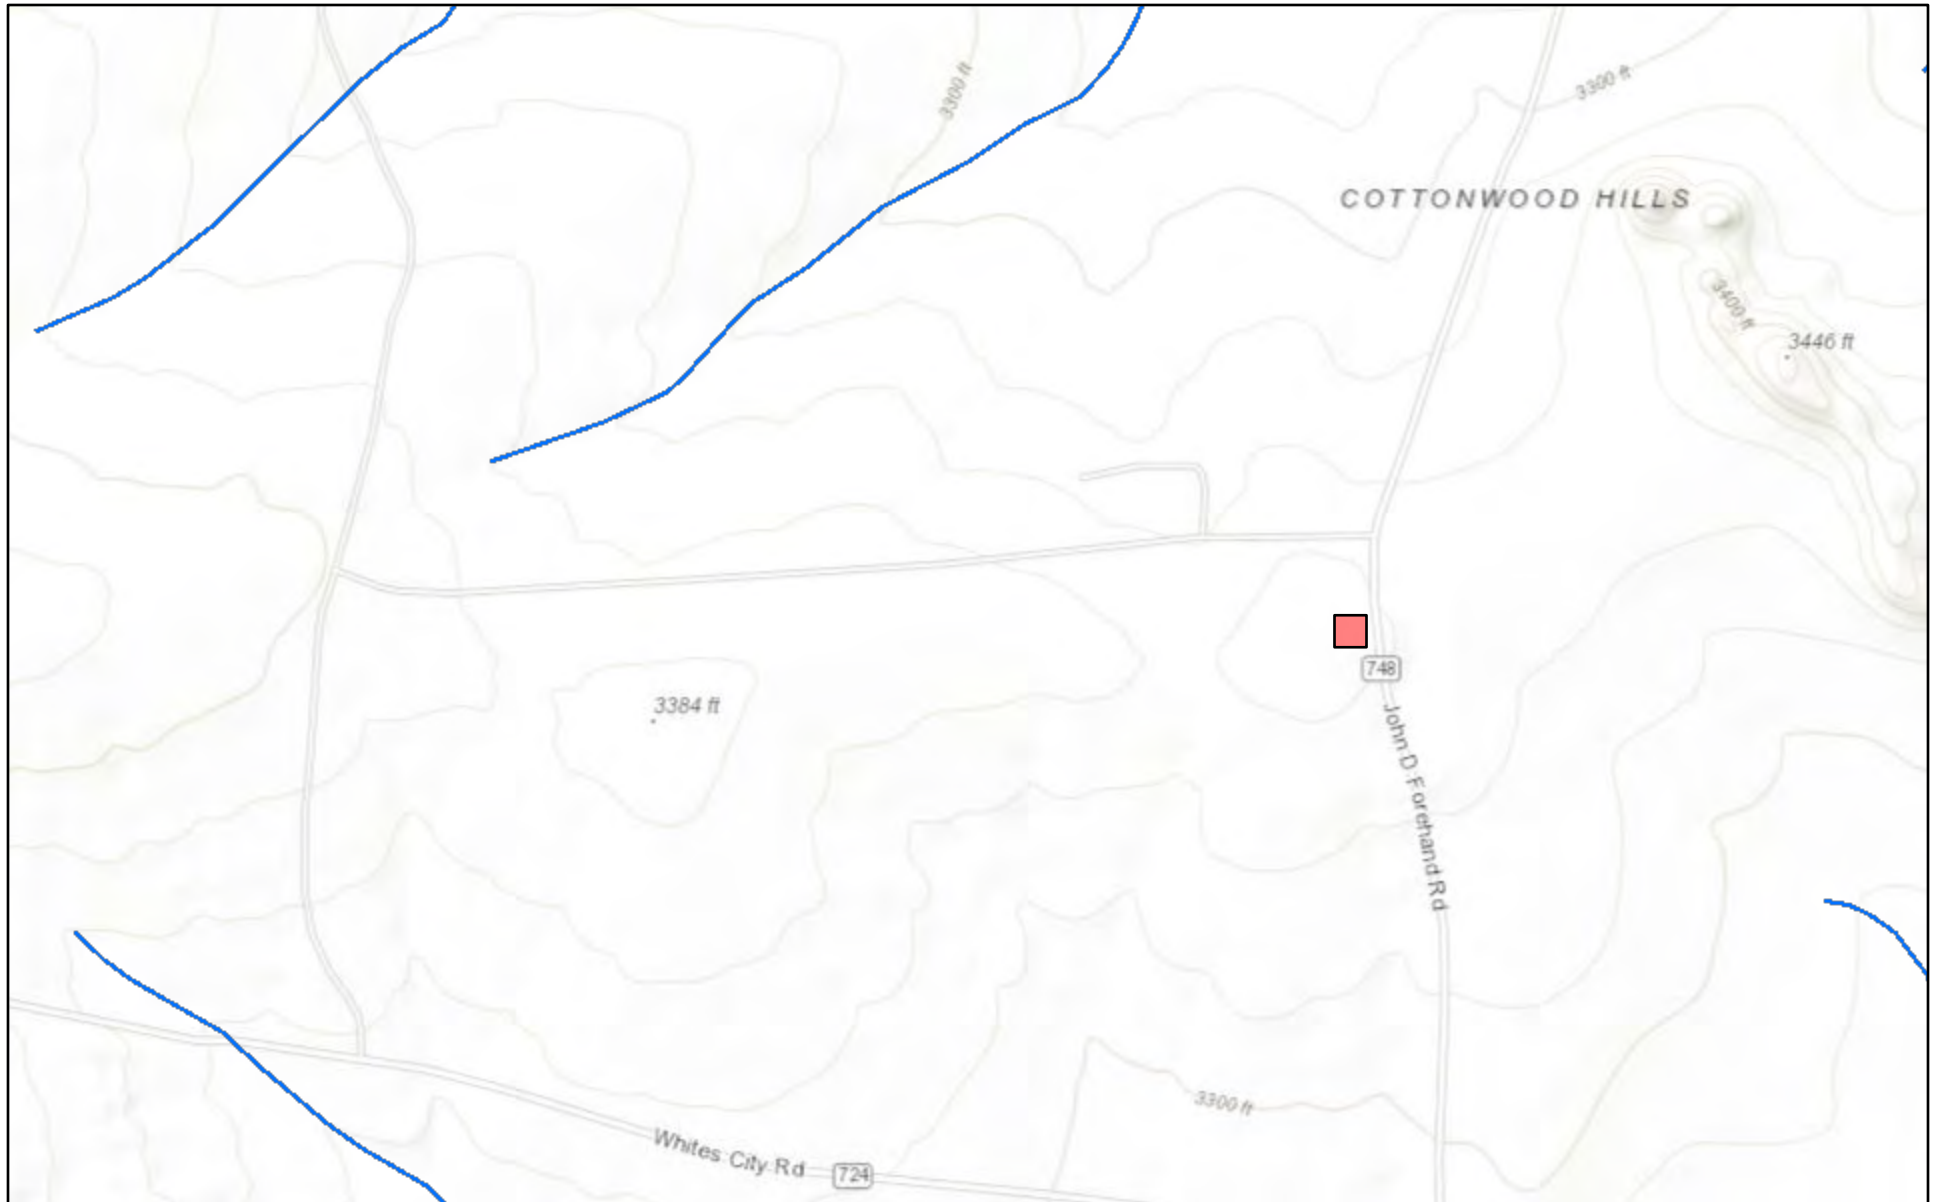 3300 ft
3300 ft
COTTONWOOD HILLS
3400 ft
3446 ft
748
3384 ft
John D Forehand Rd
3300 ft
Whites City Rd
724